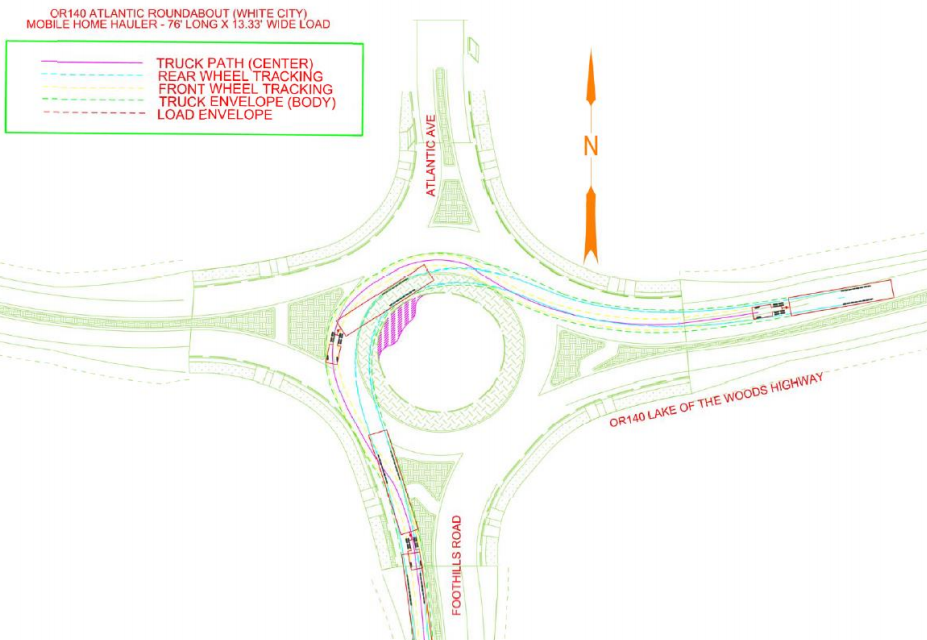 OR140 ATLANTIC ROUNDABOUT (WHITE CITY)
MOBILE HOME HAULER - 76' LONG X 13.33' WIDE LOAD
TRUCK PATH (CENTER)
REAR WHEEL TRACKING
FRONT WHEEL TRACKING
TRUCK ENVELOPE (BODY)
LOAD ENVELOPE
ATLANTIC AVE
N
OR140 LAKE OF THE WOODS HIGHWAY
FOOTHILLS ROAD